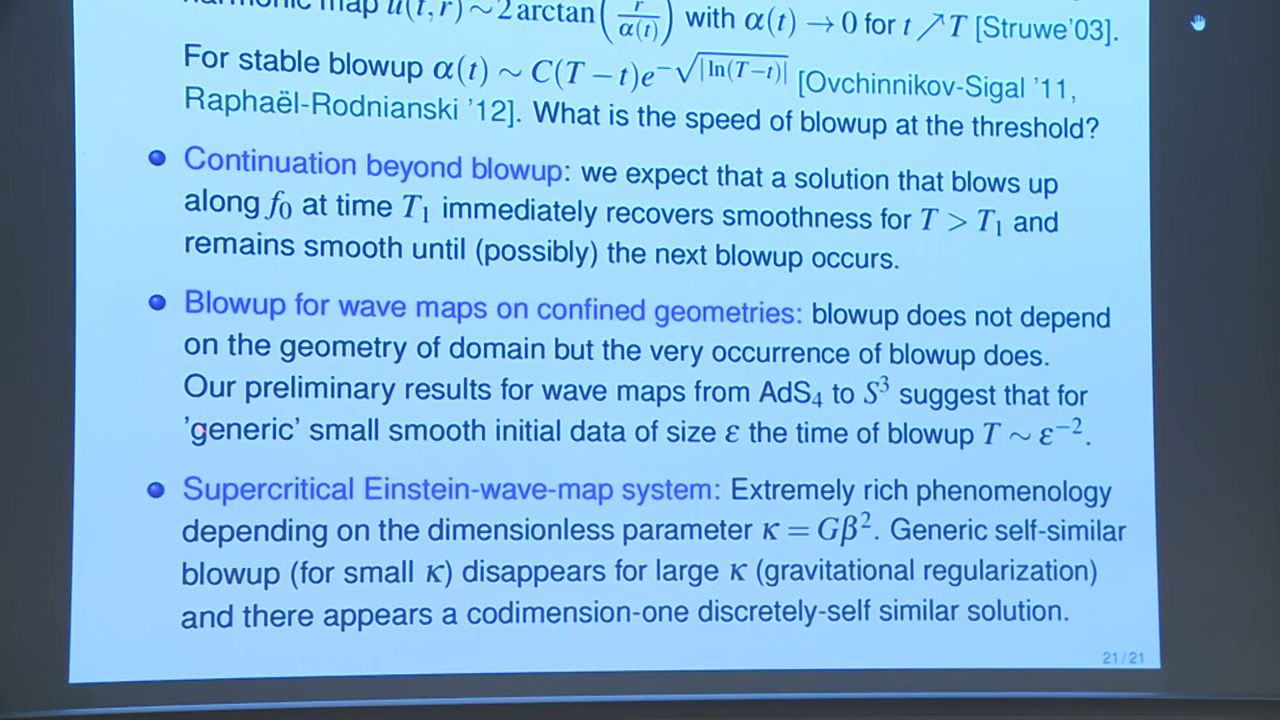 harmonic map u(t,r) ∼ 2 arctan(r/α(t)) with α(t) → 0 for t ↗ T [Struwe'03].
For stable blowup α(t) ∼ C(T − t)e^{−√|ln(T−t)|} [Ovchinnikov-Sigal '11,
Raphaël-Rodnianski '12]. What is the speed of blowup at the threshold?
Continuation beyond blowup: we expect that a solution that blows up
along f₀ at time T₁ immediately recovers smoothness for T > T₁ and
remains smooth until (possibly) the next blowup occurs.
Blowup for wave maps on confined geometries: blowup does not depend
on the geometry of domain but the very occurrence of blowup does.
Our preliminary results for wave maps from AdS₄ to S³ suggest that for
'generic' small smooth initial data of size ε the time of blowup T ∼ ε⁻².
Supercritical Einstein-wave-map system: Extremely rich phenomenology
depending on the dimensionless parameter κ = Gβ². Generic self-similar
blowup (for small κ) disappears for large κ (gravitational regularization)
and there appears a codimension-one discretely-self similar solution.
21/21